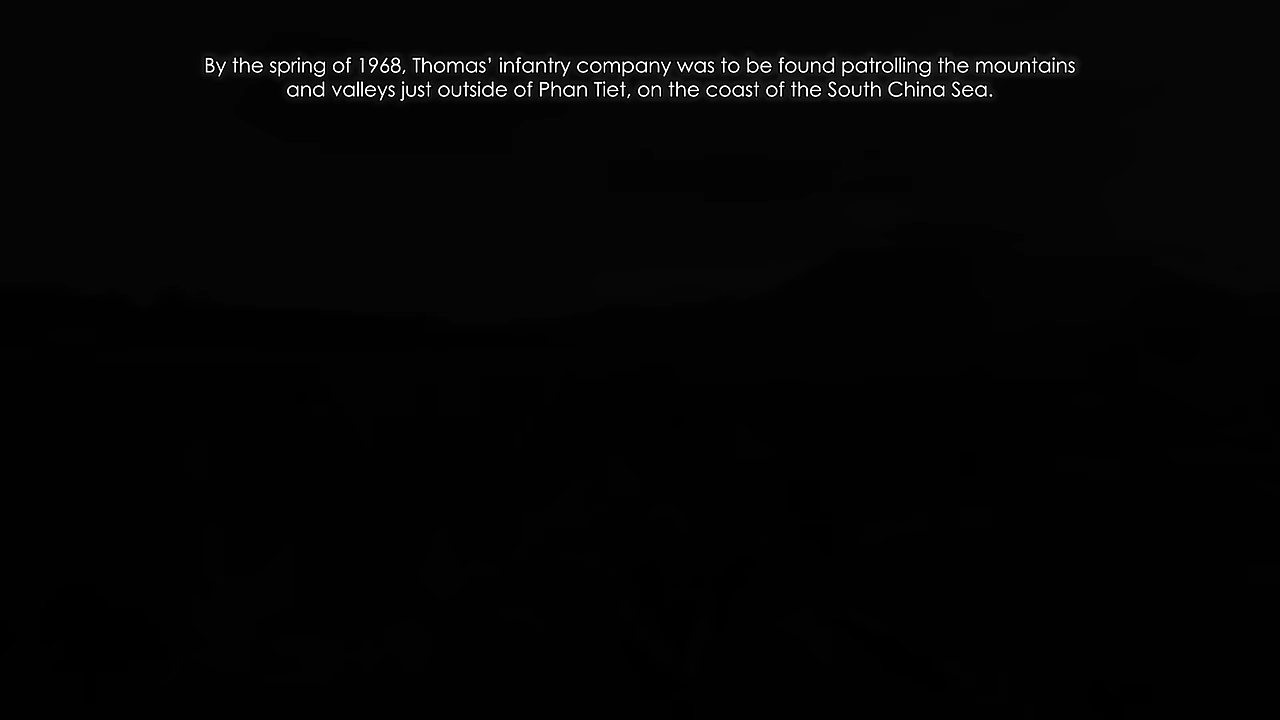 By the spring of 1968, Thomas’ infantry company was to be found patrolling the mountains
and valleys just outside of Phan Tiet, on the coast of the South China Sea.